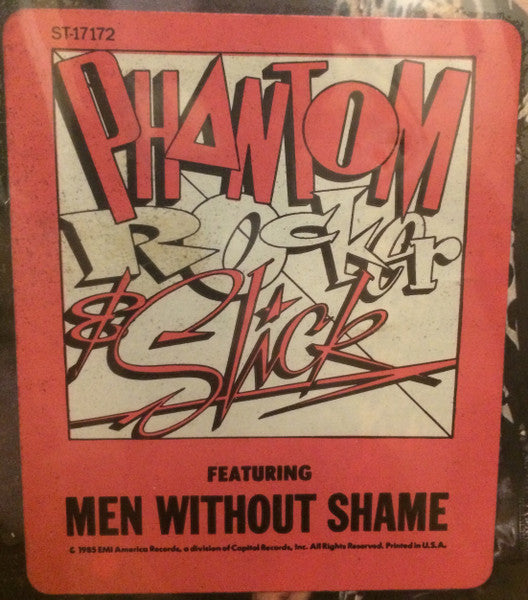 ST-17172
PHANTOM
ROCKER
& Slick
FEATURING
MEN WITHOUT SHAME
© 1985 EMI America Records, a division of Capitol Records, Inc. All Rights Reserved. Printed in U.S.A.